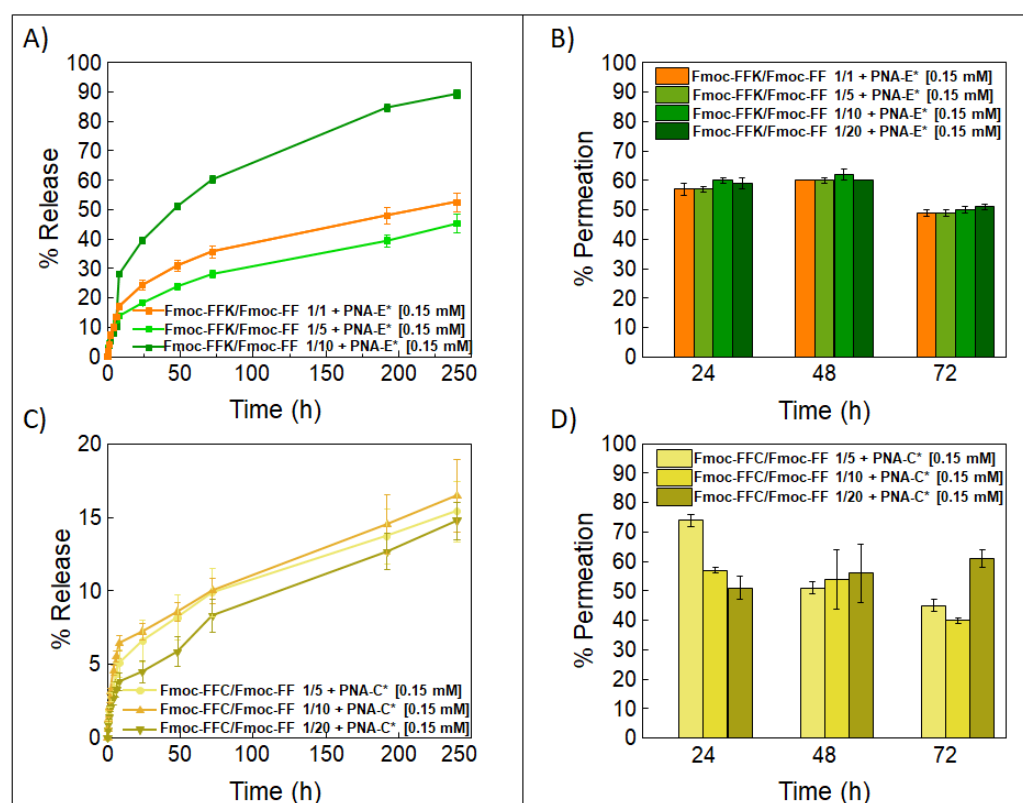 A)
100
90
80
70
60
50
40
30
20
10
0
% Release
Fmoc-FFK/Fmoc-FF 1/1 + PNA-E* [0.15 mM]
Fmoc-FFK/Fmoc-FF 1/5 + PNA-E* [0.15 mM]
Fmoc-FFK/Fmoc-FF 1/10 + PNA-E* [0.15 mM]
0 50 100 150 200 250
Time (h)
B)
100
90
80
70
60
50
40
30
20
10
0
% Permeation
Fmoc-FFK/Fmoc-FF 1/1 + PNA-E* [0.15 mM]
Fmoc-FFK/Fmoc-FF 1/5 + PNA-E* [0.15 mM]
Fmoc-FFK/Fmoc-FF 1/10 + PNA-E* [0.15 mM]
Fmoc-FFK/Fmoc-FF 1/20 + PNA-E* [0.15 mM]
24 48 72
Time (h)
C)
20
15
10
5
0
% Release
Fmoc-FFC/Fmoc-FF 1/5 + PNA-C* [0.15 mM]
Fmoc-FFC/Fmoc-FF 1/10 + PNA-C* [0.15 mM]
Fmoc-FFC/Fmoc-FF 1/20 + PNA-C* [0.15 mM]
0 50 100 150 200 250
Time (h)
D)
100
90
80
70
60
50
40
30
20
10
0
% Permeation
Fmoc-FFC/Fmoc-FF 1/5 + PNA-C* [0.15 mM]
Fmoc-FFC/Fmoc-FF 1/10 + PNA-C* [0.15 mM]
Fmoc-FFC/Fmoc-FF 1/20 + PNA-C* [0.15 mM]
24 48 72
Time (h)